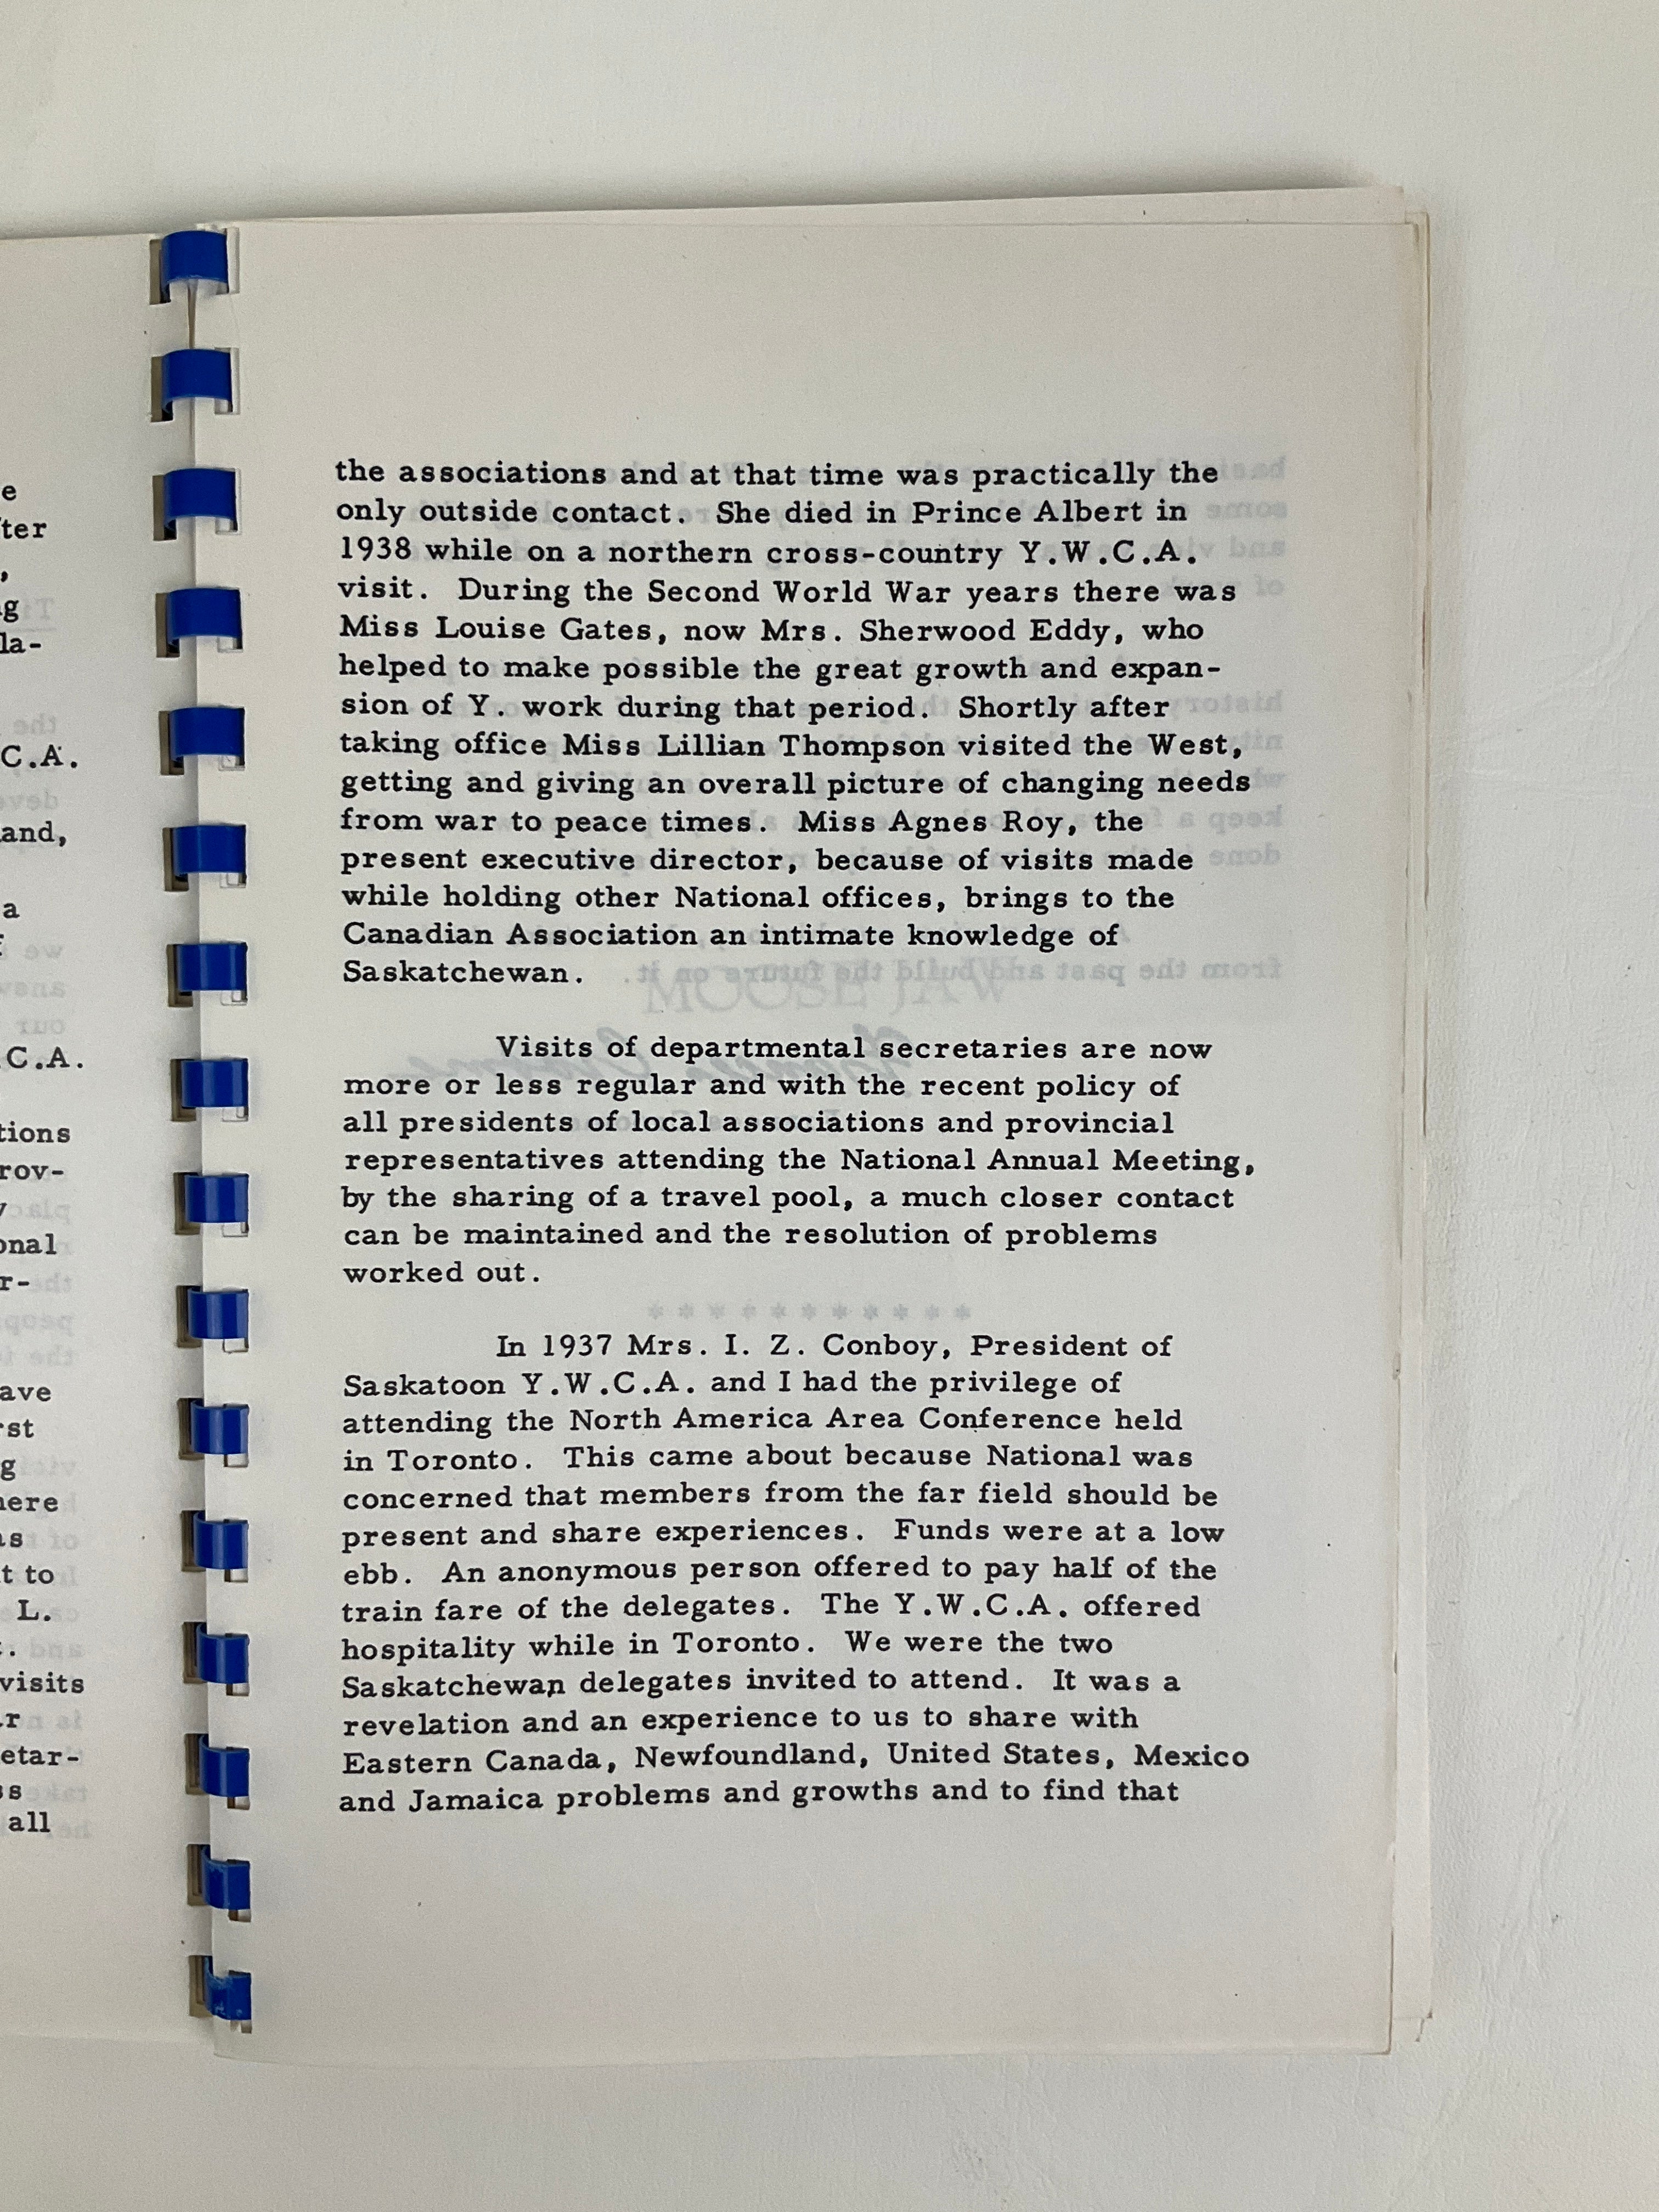 the associations and at that time was practically the
only outside contact. She died in Prince Albert in
1938 while on a northern cross-country Y.W.C.A.
visit. During the Second World War years there was
Miss Louise Gates, now Mrs. Sherwood Eddy, who
helped to make possible the great growth and expan-
sion of Y. work during that period. Shortly after
taking office Miss Lillian Thompson visited the West,
getting and giving an overall picture of changing needs
from war to peace times. Miss Agnes Roy, the
present executive director, because of visits made
while holding other National offices, brings to the
Canadian Association an intimate knowledge of
Saskatchewan.
Visits of departmental secretaries are now
more or less regular and with the recent policy of
all presidents of local associations and provincial
representatives attending the National Annual Meeting,
by the sharing of a travel pool, a much closer contact
can be maintained and the resolution of problems
worked out.
In 1937 Mrs. I. Z. Conboy, President of
Saskatoon Y.W.C.A. and I had the privilege of
attending the North America Area Conference held
in Toronto. This came about because National was
concerned that members from the far field should be
present and share experiences. Funds were at a low
ebb. An anonymous person offered to pay half of the
train fare of the delegates. The Y.W.C.A. offered
hospitality while in Toronto. We were the two
Saskatchewan delegates invited to attend. It was a
revelation and an experience to us to share with
Eastern Canada, Newfoundland, United States, Mexico
and Jamaica problems and growths and to find that